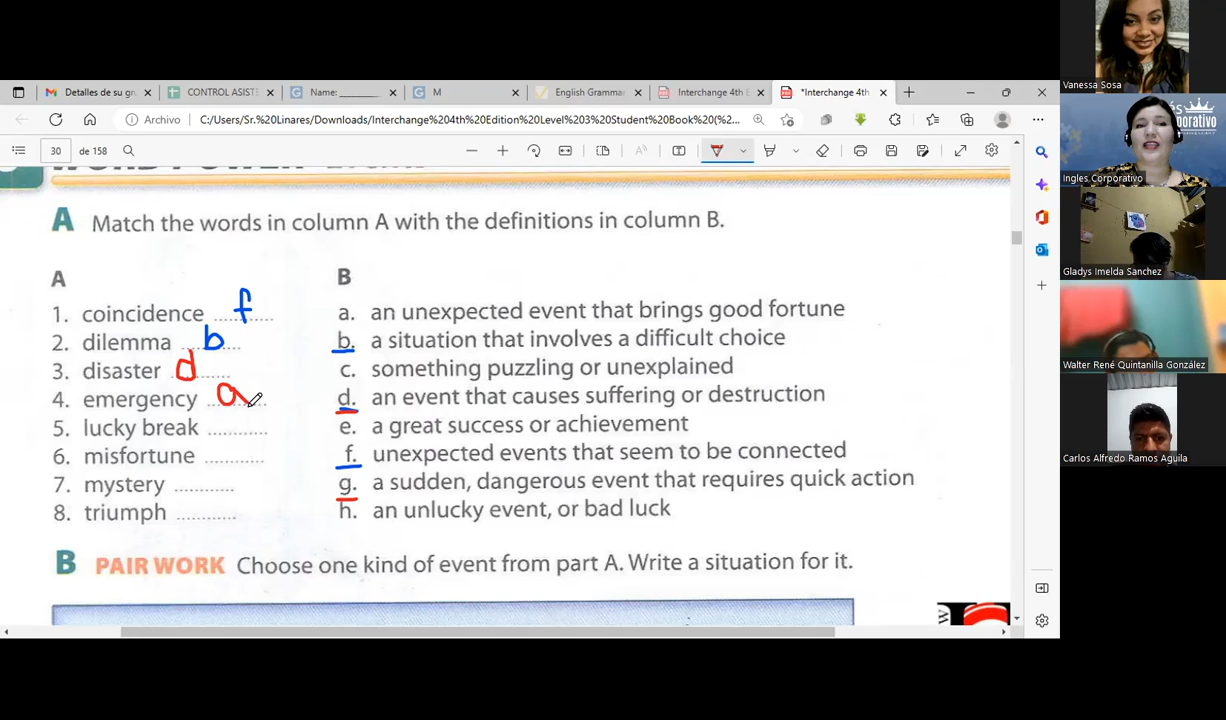 Detalles de su gr
CONTROL ASIST
Name: ________
M
English Gramma
Interchange 4th E
*Interchange 4th
Archivo
C:/Users/Sr.%20Linares/Downloads/Interchange%204th%20Edition%20Level%203%20Student%20Book%20(%2...
30
de 158
A Match the words in column A with the definitions in column B.
A
1. coincidence f
2. dilemma b
3. disaster d
4. emergency
5. lucky break
6. misfortune
7. mystery
8. triumph
B
a. an unexpected event that brings good fortune
b. a situation that involves a difficult choice
c. something puzzling or unexplained
d. an event that causes suffering or destruction
e. a great success or achievement
f. unexpected events that seem to be connected
g. a sudden, dangerous event that requires quick action
h. an unlucky event, or bad luck
B PAIR WORK Choose one kind of event from part A. Write a situation for it.
Vanessa Sosa
Ingles Corporativo
Gladys Imelda Sanchez
Walter René Quintanilla González
Carlos Alfredo Ramos Aguila